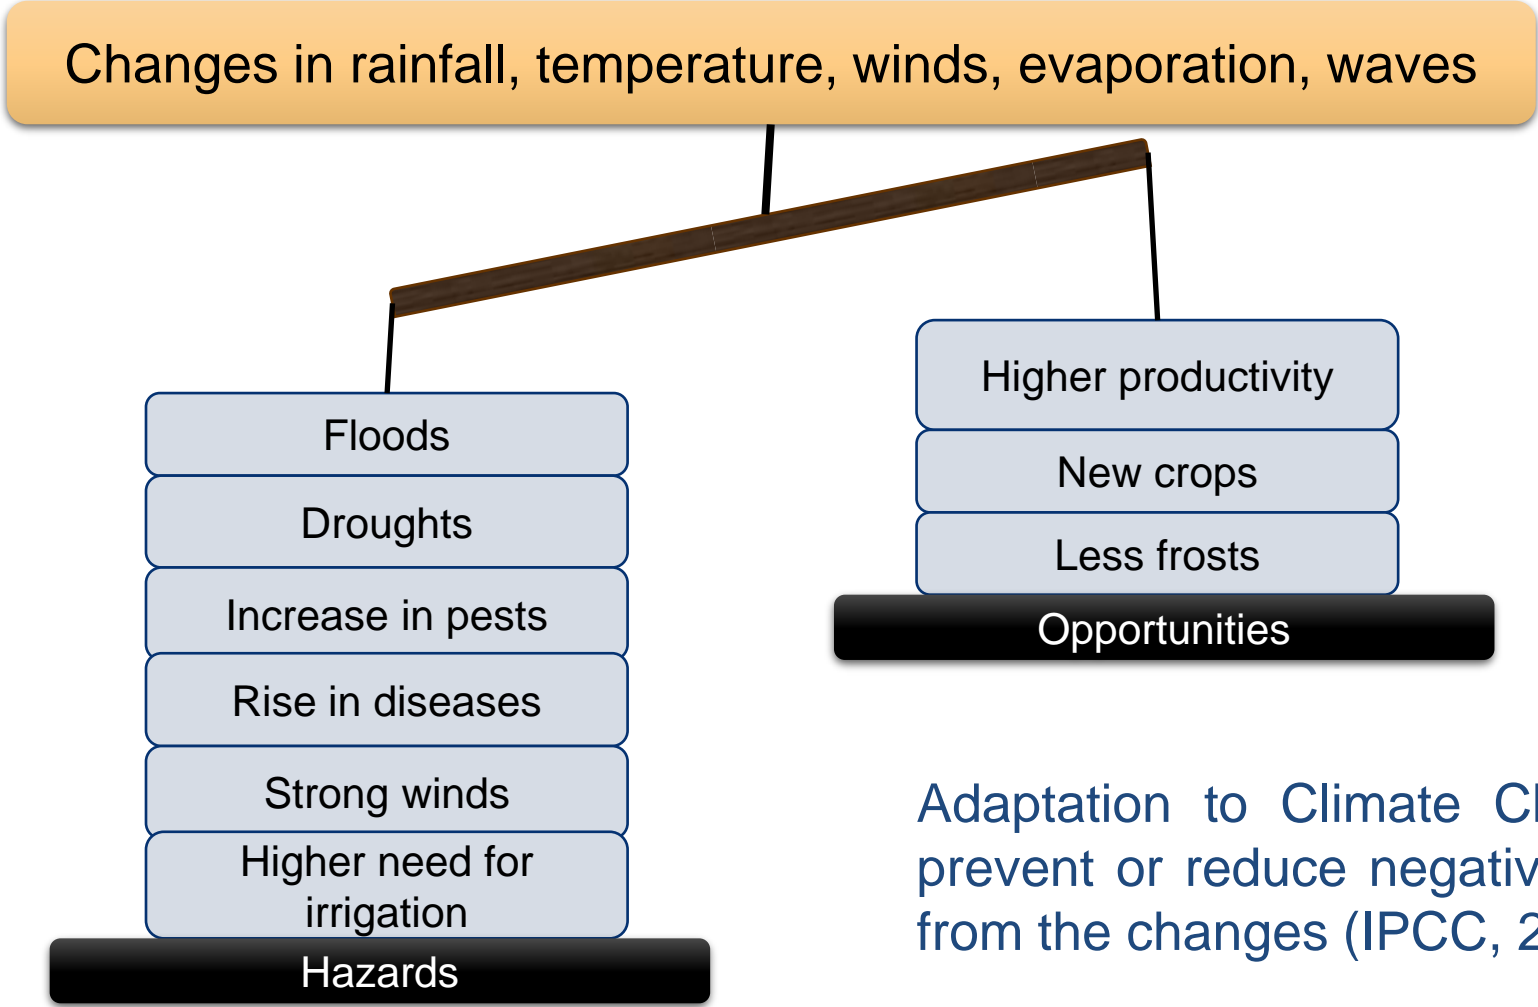 Changes in rainfall, temperature, winds, evaporation, waves
Floods
Droughts
Increase in pests
Rise in diseases
Strong winds
Higher need for
irrigation
Hazards
Higher productivity
New crops
Less frosts
Opportunities
Adaptation to Climate
prevent or reduce
from the changes (IPCC,